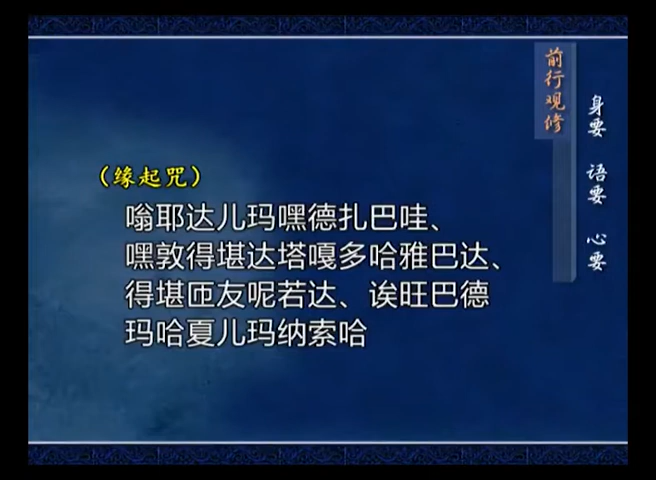 前行观修
身要 语要 心要
（缘起咒）
嗡耶达儿玛嘿德扎巴哇、
嘿敦得堪达塔嘎多哈雅巴达、
得堪匝友呢若达、诶旺巴德
玛哈夏儿玛纳索哈